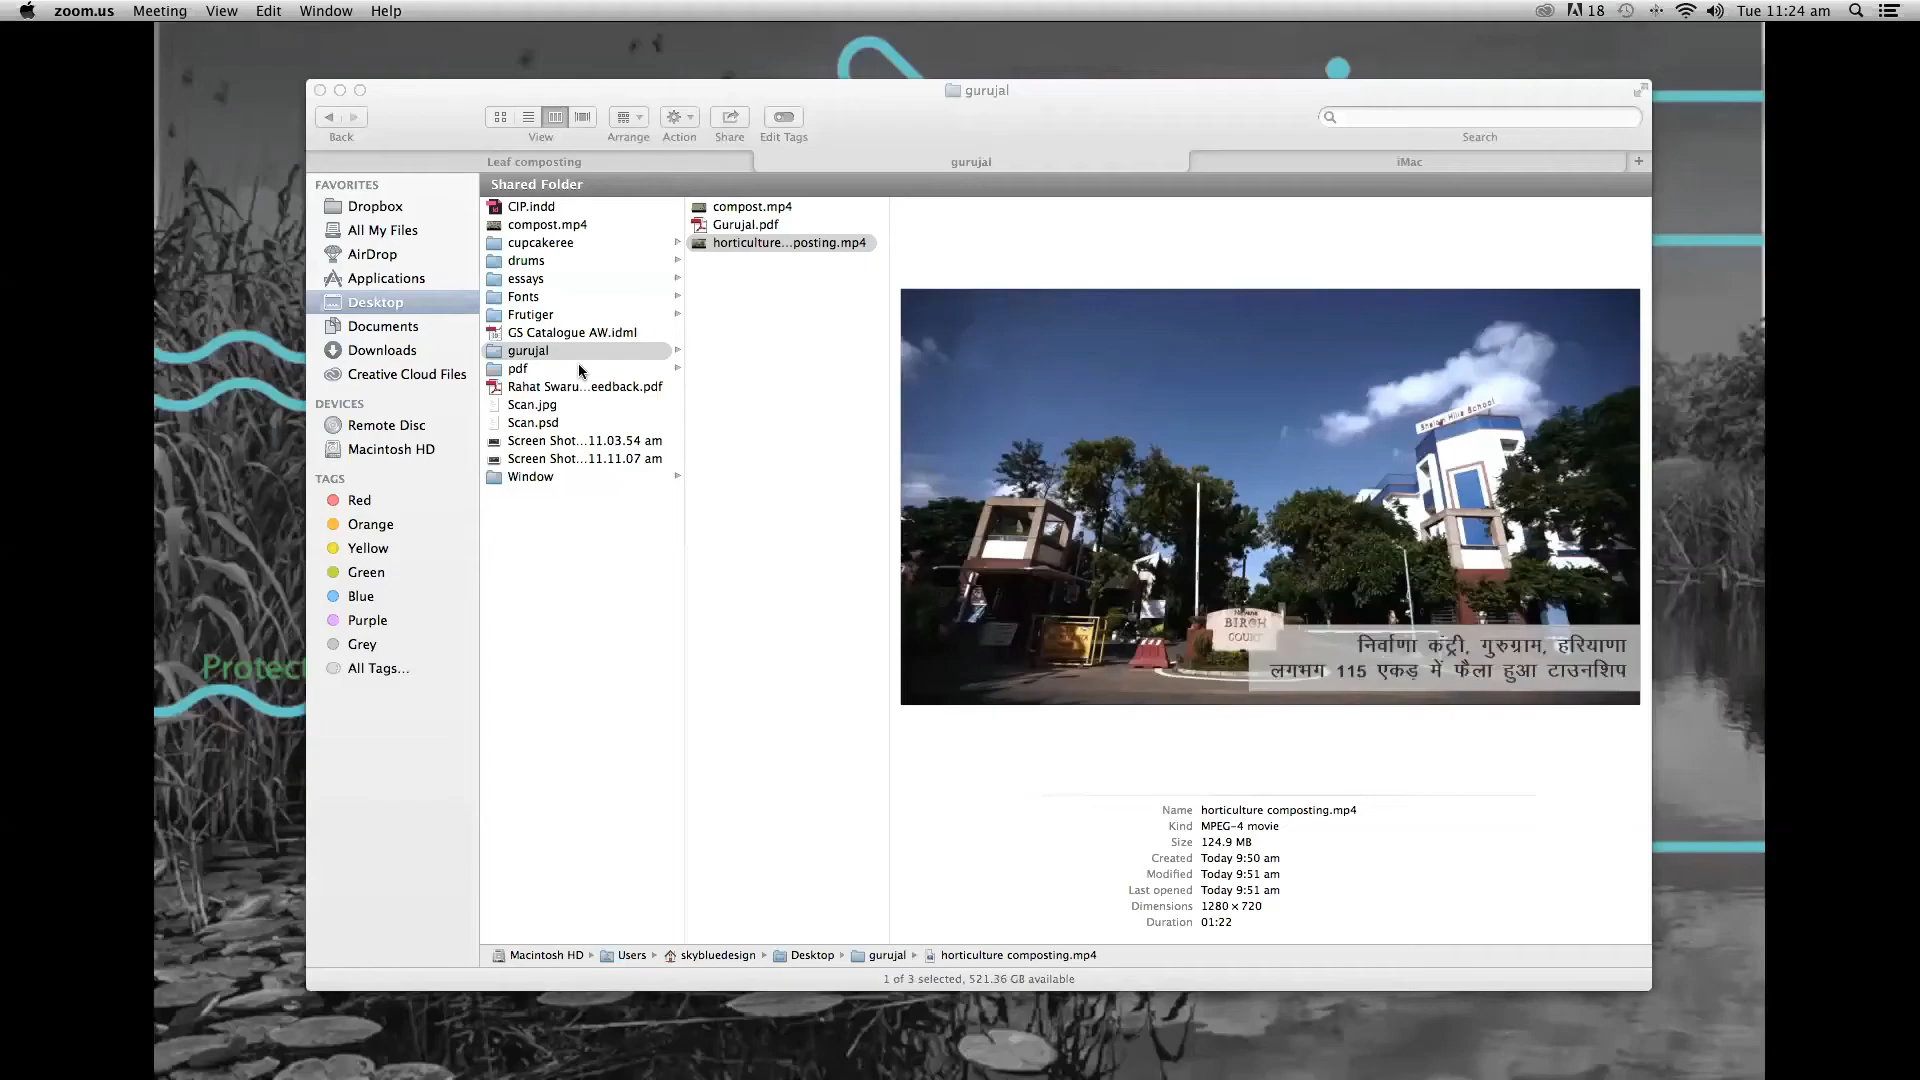 zoom.us Meeting View Edit Window Help
18 Tue 11:24 am
gurujal
Back View Arrange Action Share Edit Tags Search
Leaf composting gurujal iMac +
FAVORITES
Dropbox
All My Files
AirDrop
Applications
Desktop
Documents
Downloads
Creative Cloud Files
DEVICES
Remote Disc
Macintosh HD
TAGS
Red
Orange
Yellow
Green
Blue
Purple
Grey
All Tags...
Shared Folder
CIP.indd
compost.mp4
cupcakeree
drums
essays
Fonts
Frutiger
GS Catalogue AW.idml
gurujal
pdf
Rahat Swaru...eedback.pdf
Scan.jpg
Scan.psd
Screen Shot...11.03.54 am
Screen Shot...11.11.07 am
Window
compost.mp4
Gurujal.pdf
horticulture...posting.mp4
Shalom Hills School
Nirvana
BIRCH
COURT
निर्वाणा कंट्री, गुरुग्राम, हरियाणा
लगभग 115 एकड़ में फैला हुआ टाउनशिप
Name horticulture composting.mp4
Kind MPEG-4 movie
Size 124.9 MB
Created Today 9:50 am
Modified Today 9:51 am
Last opened Today 9:51 am
Dimensions 1280 × 720
Duration 01:22
Macintosh HD Users skybluedesign Desktop gurujal horticulture composting.mp4
1 of 3 selected, 521.36 GB available
Protect